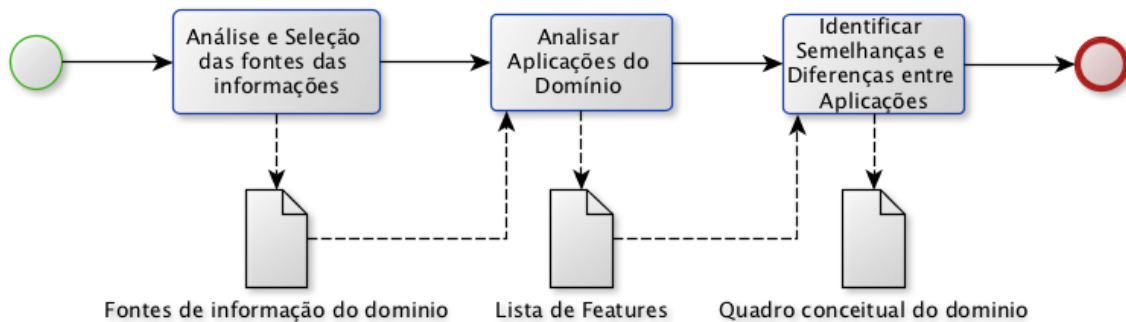 Análise e Seleção
das fontes das
informações
Analisar
Aplicações do
Domínio
Identificar
Semelhanças e
Diferenças entre
Aplicações
Fontes de informação do dominio
Lista de Features
Quadro conceitual do dominio